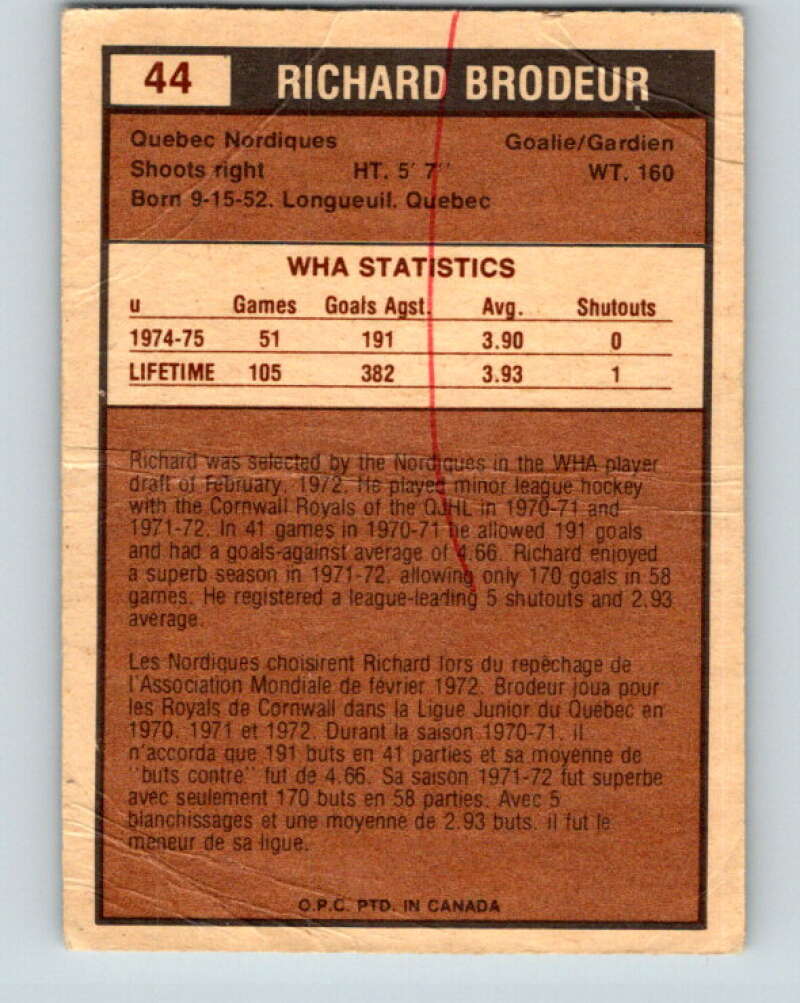 44 RICHARD BRODEUR
Quebec Nordiques Goalie/Gardien
Shoots right HT. 5' 7" WT. 160
Born 9-15-52. Longueuil. Quebec
WHA STATISTICS
u Games Goals Agst. Avg. Shutouts
1974-75 51 191 3.90 0
LIFETIME 105 382 3.93 1
Richard was selected by the Nordiques in the WHA player
draft of February, 1972. He played minor league hockey
with the Cornwall Royals of the QJHL in 1970-71 and
1971-72. In 41 games in 1970-71 he allowed 191 goals
and had a goals-against average of 4.66. Richard enjoyed
a superb season in 1971-72, allowing only 170 goals in 58
games. He registered a league-leading 5 shutouts and 2.93
average.
Les Nordiques choisirent Richard lors du repêchage de
l'Association Mondiale de février 1972. Brodeur joua pour
les Royals de Cornwall dans la Ligue Junior du Québec en
1970, 1971 et 1972. Durant la saison 1970-71, il
n'accorda que 191 buts en 41 parties et sa moyenne de
"buts contre" fut de 4.66. Sa saison 1971-72 fut superbe
avec seulement 170 buts en 58 parties. Avec 5
blanchissages et une moyenne de 2.93 buts, il fut le
meneur de sa ligue.
O.P.C. PTD. IN CANADA